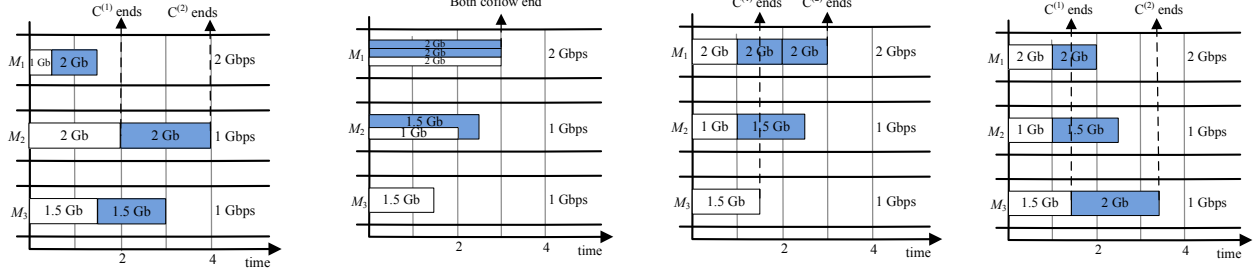 C(1) ends C(2) ends
M1 1 Gb 2 Gb 2 Gbps
M2 2 Gb 2 Gb 1 Gbps
M3 1.5 Gb 1.5 Gb 1 Gbps
2 4 time
Both coflow end
M1 2 Gb 2 Gb 2 Gb 2 Gbps
M2 1.5 Gb 1 Gb 1 Gbps
M3 1.5 Gb 1 Gbps
2 4 time
C(1) ends C(2) ends
M1 2 Gb 2 Gb 2 Gb 2 Gbps
M2 1 Gb 1.5 Gb 1 Gbps
M3 1.5 Gb 1 Gbps
2 4 time
C(1) ends C(2) ends
M1 2 Gb 2 Gb 2 Gbps
M2 1 Gb 1.5 Gb 1 Gbps
M3 1.5 Gb 2 Gb 1 Gbps
2 4 time